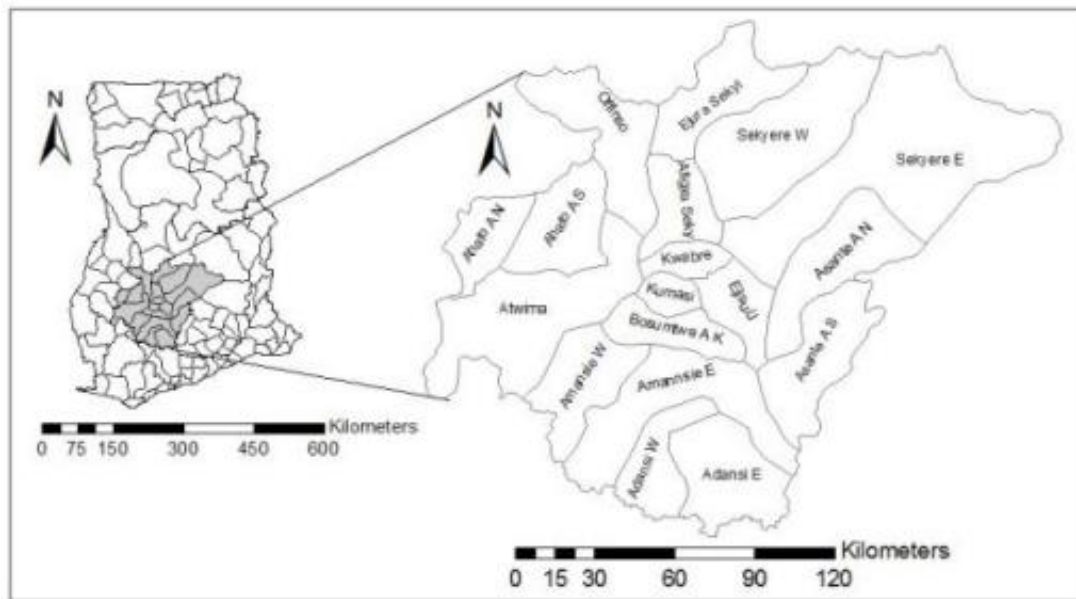 N
N
Offinso
Ejura Sekyi
Sekyere W
Sekyere E
Afigya Seky
Ahafo A N
Ahafo A S
Asante A N
Kwabre
Kumasi
Ejisu/J
Atwima
Bosumtwe A K
Asante A S
Amansie W
Amannsie E
Adansi W
Adansi E
Kilometers
0 75 150 300 450 600
Kilometers
0 15 30 60 90 120